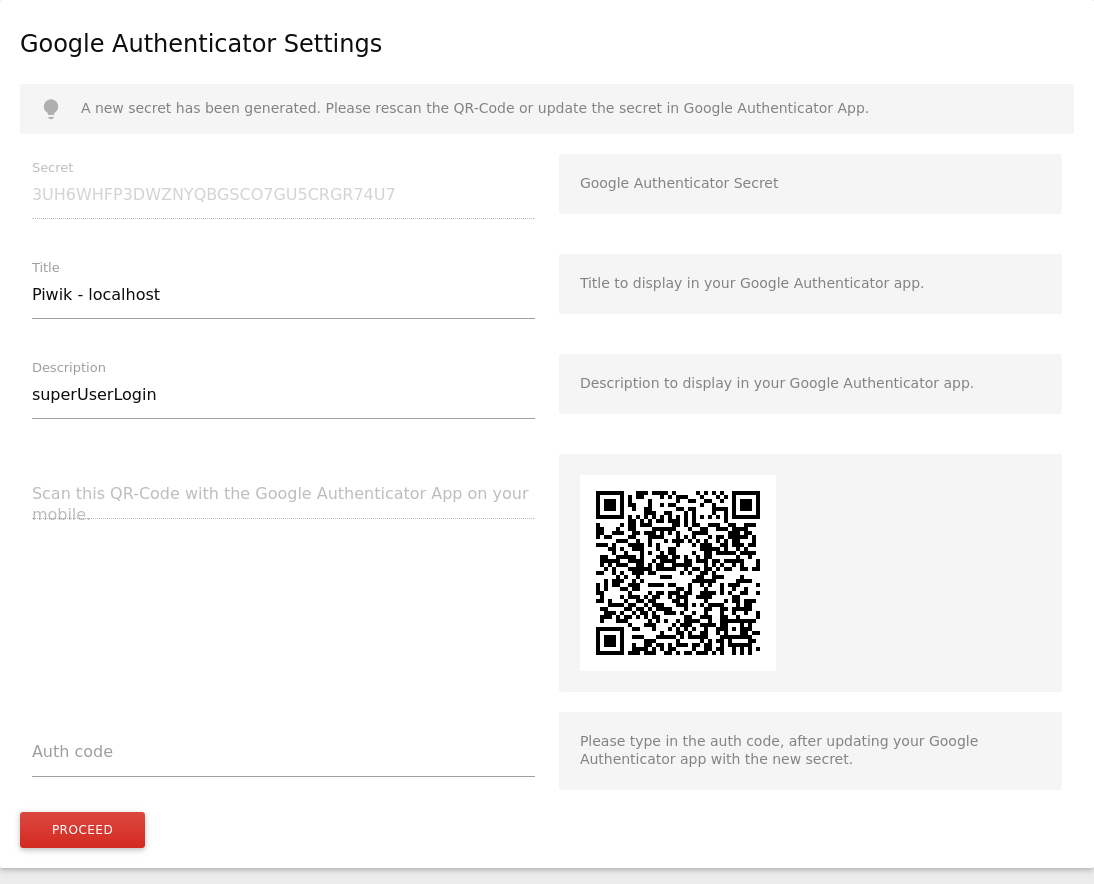 Google Authenticator Settings
A new secret has been generated. Please rescan the QR-Code or update the secret in Google Authenticator App.
Secret
3UH6WHFP3DWZNYQBGSCO7GU5CRGR74U7
Google Authenticator Secret
Title
Piwik - localhost
Title to display in your Google Authenticator app.
Description
superUserLogin
Description to display in your Google Authenticator app.
Scan this QR-Code with the Google Authenticator App on your
mobile.
Auth code
Please type in the auth code, after updating your Google
Authenticator app with the new secret.
PROCEED